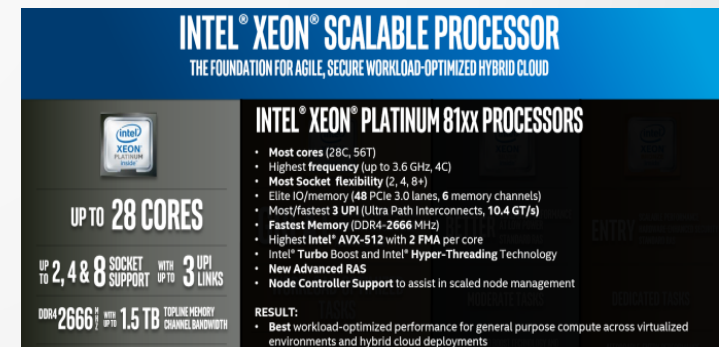 INTEL® XEON® SCALABLE PROCESSOR
THE FOUNDATION FOR AGILE, SECURE WORKLOAD-OPTIMIZED HYBRID CLOUD
intel®
XEON®
PLATINUM
inside™
UP TO 28 CORES
UP TO 2, 4 & 8 SOCKET SUPPORT WITH UP TO 3 UPI LINKS
DDR4 2666 MHZ WITH UP TO 1.5 TB TOPLINE MEMORY CHANNEL BANDWIDTH
INTEL® XEON® PLATINUM 81XX PROCESSORS
• Most cores (28C, 56T)
• Highest frequency (up to 3.6 GHz, 4C)
• Most Socket flexibility (2, 4, 8+)
• Elite IO/memory (48 PCIe 3.0 lanes, 6 memory channels)
• Most/fastest 3 UPI (Ultra Path Interconnects, 10.4 GT/s)
• Fastest Memory (DDR4-2666 MHz)
• Highest Intel® AVX-512 with 2 FMA per core
• Intel® Turbo Boost and Intel® Hyper-Threading Technology
• New Advanced RAS
• Node Controller Support to assist in scaled node management
RESULT:
• Best workload-optimized performance for general purpose compute across virtualized
environments and hybrid cloud deployments
ENTRY
MODERATE TASKS
DEDICATED TASKS